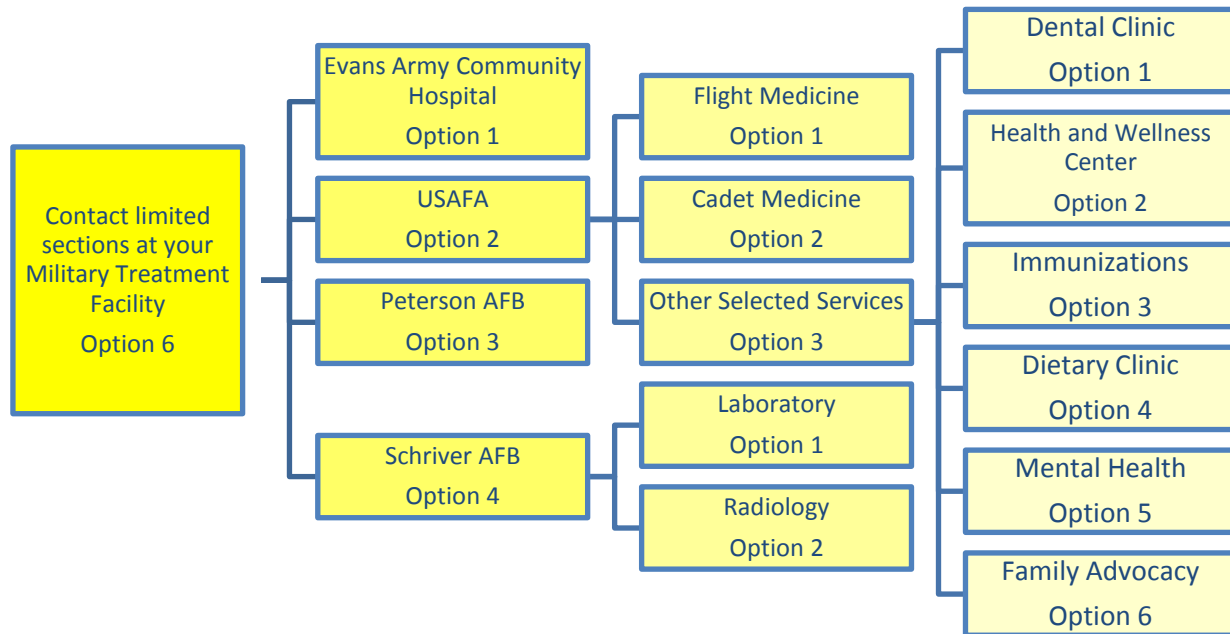 Contact limited
sections at your
Military Treatment
Facility
Option 6
Evans Army Community
Hospital
Option 1
USAFA
Option 2
Peterson AFB
Option 3
Schriver AFB
Option 4
Flight Medicine
Option 1
Cadet Medicine
Option 2
Other Selected Services
Option 3
Laboratory
Option 1
Radiology
Option 2
Dental Clinic
Option 1
Health and Wellness
Center
Option 2
Immunizations
Option 3
Dietary Clinic
Option 4
Mental Health
Option 5
Family Advocacy
Option 6